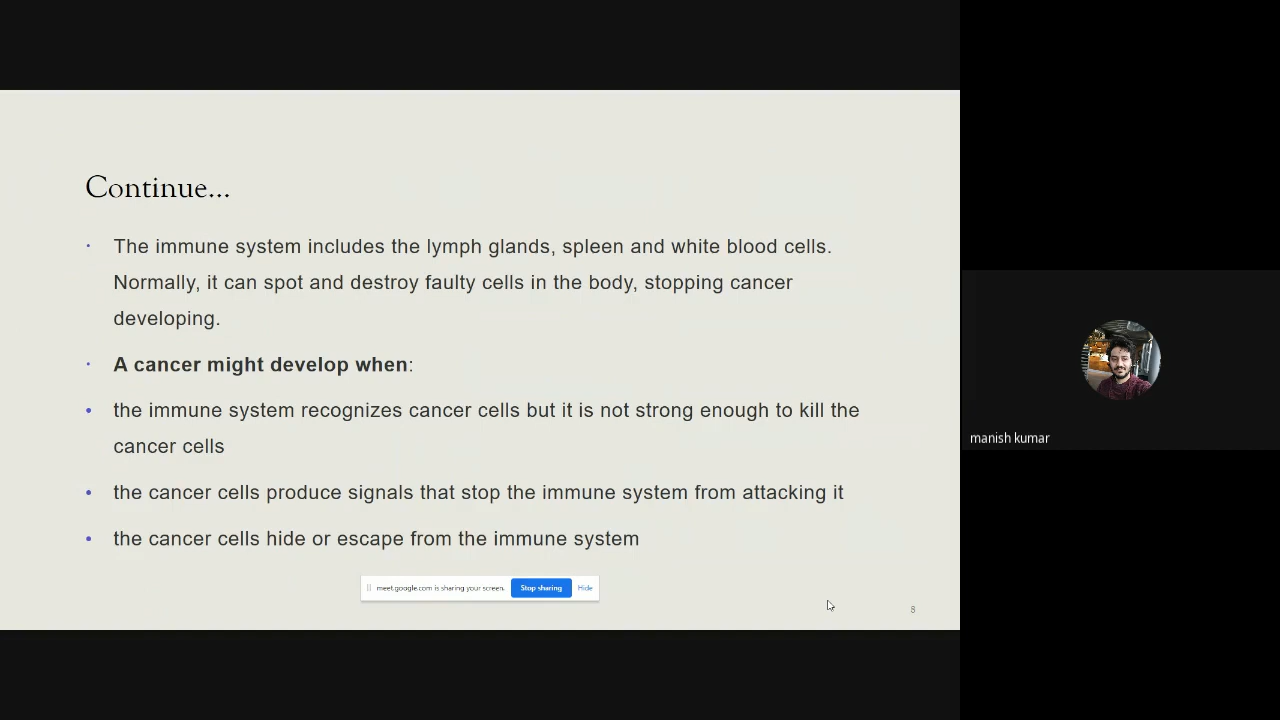 Continue...
The immune system includes the lymph glands, spleen and white blood cells.
Normally, it can spot and destroy faulty cells in the body, stopping cancer
developing.
A cancer might develop when:
the immune system recognizes cancer cells but it is not strong enough to kill the
cancer cells
the cancer cells produce signals that stop the immune system from attacking it
the cancer cells hide or escape from the immune system
meet.google.com is sharing your screen. Stop sharing Hide
8
manish kumar